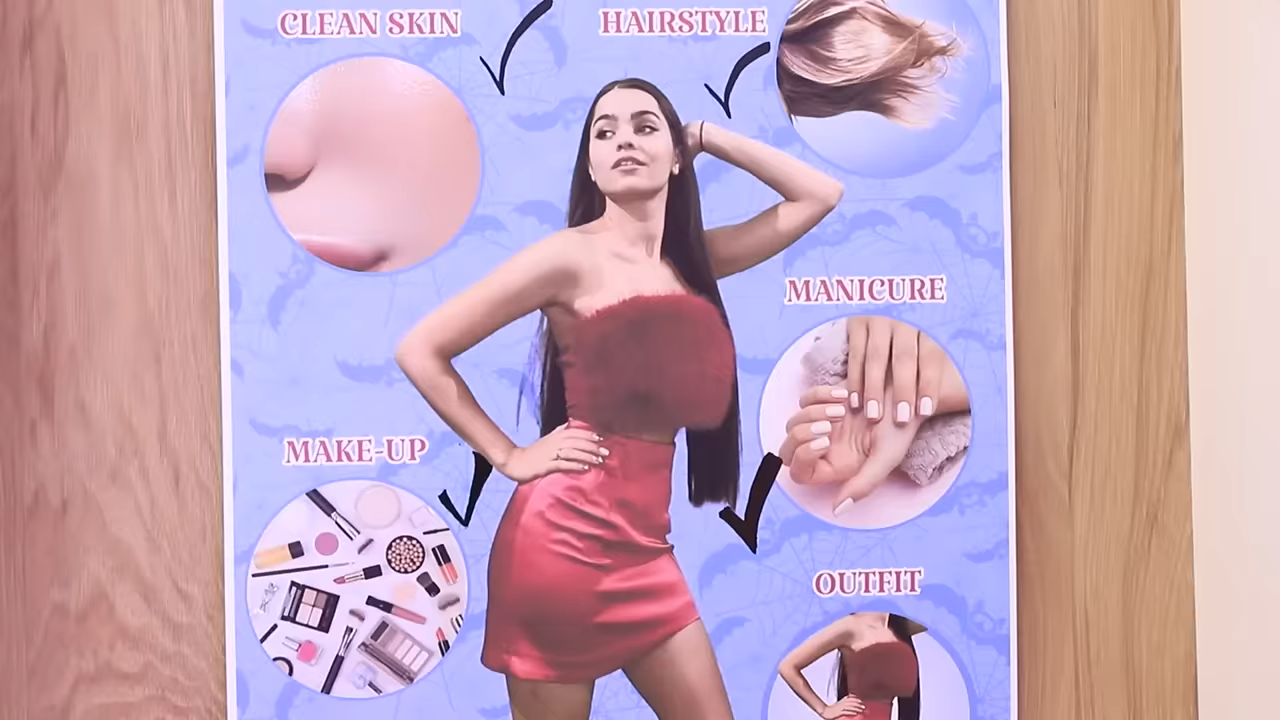 CLEAN SKIN
HAIRSTYLE
MANICURE
MAKE-UP
OUTFIT